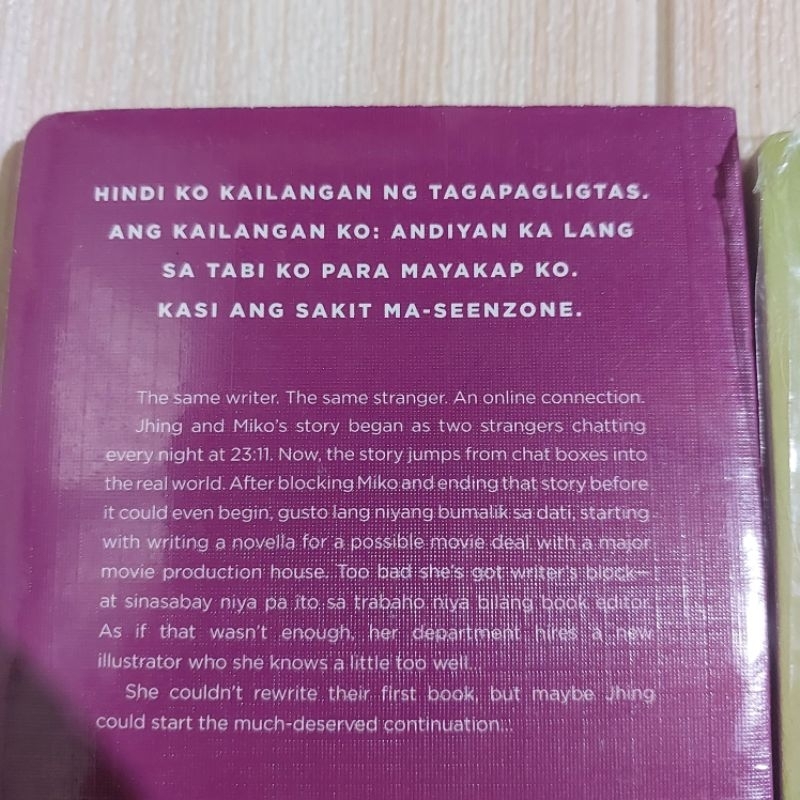 HINDI KO KAILANGAN NG TAGAPAGLIGTAS.
ANG KAILANGAN KO: ANDIYAN KA LANG
SA TABI KO PARA MAYAKAP KO.
KASI ANG SAKIT MA-SEENZONE.
The same writer. The same stranger. An online connection.
Jhing and Miko's story began as two strangers chatting
every night at 23:11. Now, the story jumps from chat boxes into
the real world. After blocking Miko and ending that story before
it could even begin, gusto lang niyang bumalik sa dati, starting
with writing a novella for a possible movie deal with a major
movie production house. Too bad she's got writer's block—
at sinasabay niya pa ito sa trabaho niya bilang book editor.
As if that wasn't enough, her department hires a new
illustrator who she knows a little too well...
She couldn't rewrite their first book, but maybe Jhing
could start the much-deserved continuation...